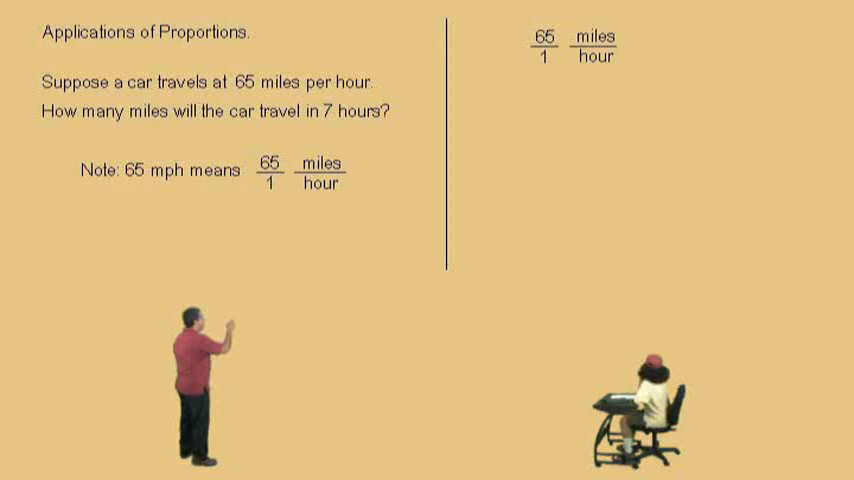 Applications of Proportions.
Suppose a car travels at 65 miles per hour.
How many miles will the car travel in 7 hours?
Note: 65 mph means 65/1 miles/hour
65/1 miles/hour